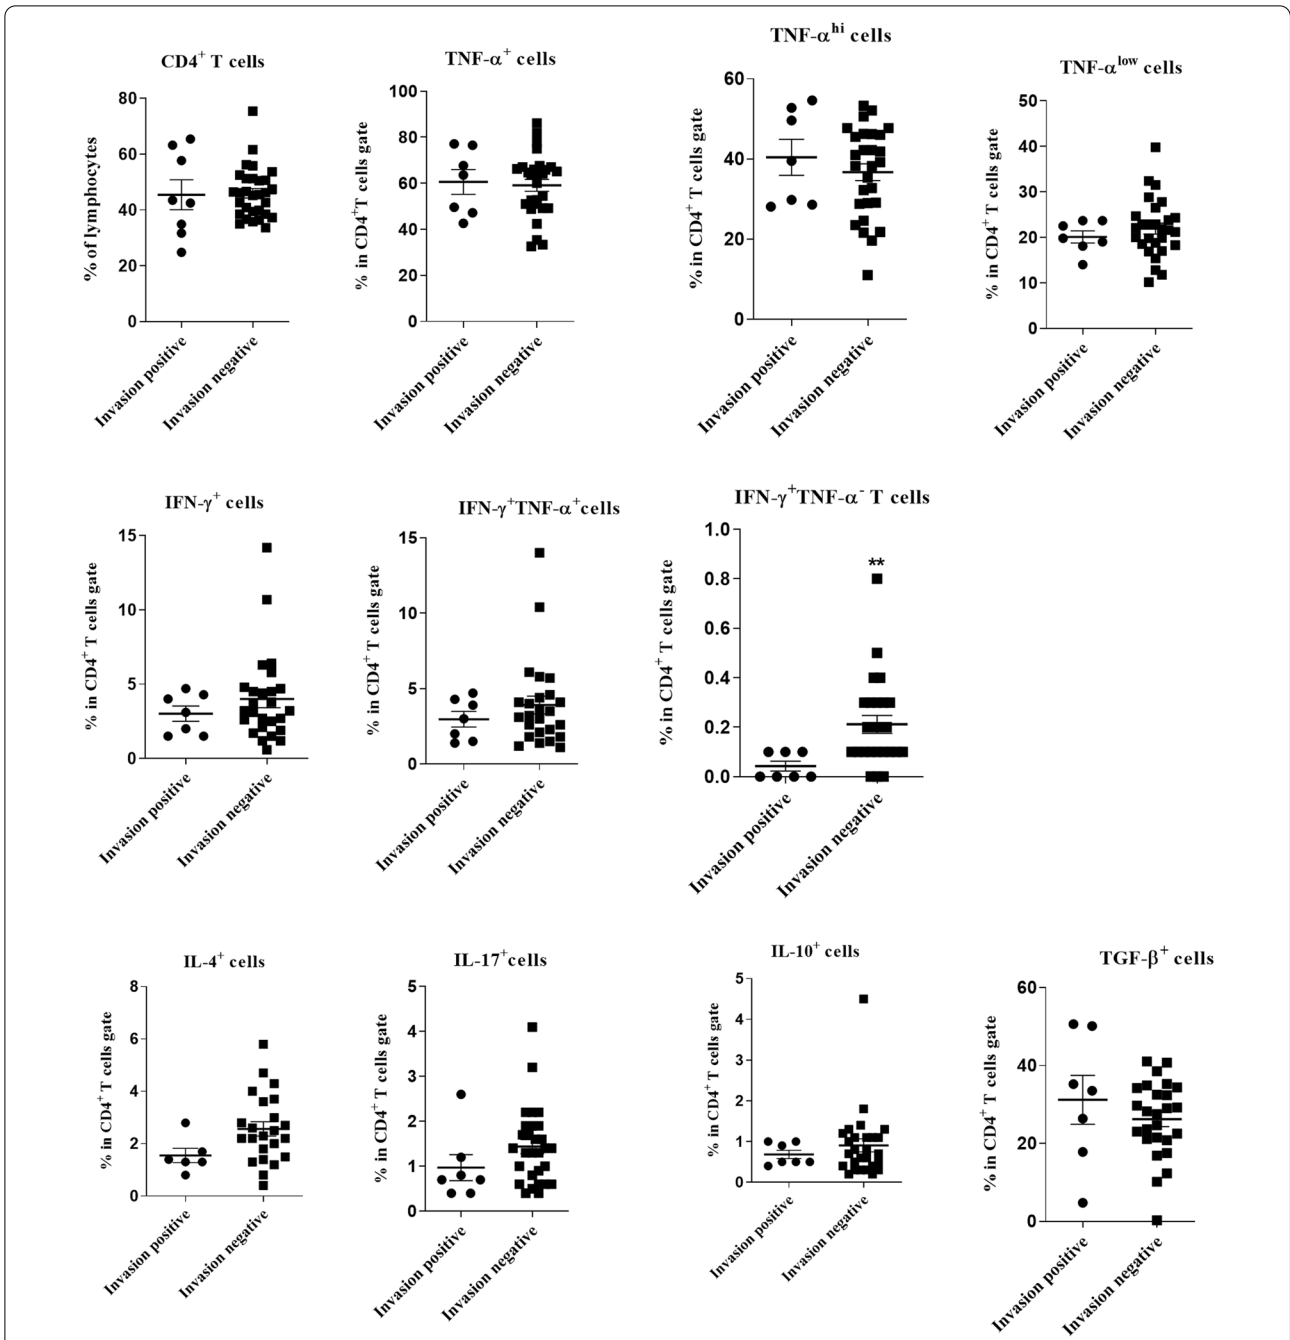 CD4+ T cells
% of lymphocytes
80
60
40
20
0
Invasion positive
Invasion negative
TNF-α+ cells
% in CD4+T cells gate
100
80
60
40
20
0
Invasion positive
Invasion negative
TNF-αhi cells
% in CD4+ T cells gate
60
40
20
0
Invasion positive
Invasion negative
TNF-αlow cells
% in CD4+ T cells gate
50
40
30
20
10
0
Invasion positive
Invasion negative
IFN-γ+ cells
% in CD4+ T cells gate
15
10
5
0
Invasion positive
Invasion negative
IFN-γ+TNF-α+cells
% in CD4+ T cells gate
15
10
5
0
Invasion positive
Invasion negative
IFN-γ+TNF-α- T cells
% in CD4+ T cells gate
1.0
0.8
0.6
0.4
0.2
0.0
**
Invasion positive
Invasion negative
IL-4+ cells
% in CD4+ T cells gate
8
6
4
2
0
Invasion positive
Invasion negative
IL-17+cells
% in CD4+ T cells gate
5
4
3
2
1
0
Invasion positive
Invasion negative
IL-10+ cells
% in CD4+ T cells gate
5
4
3
2
1
0
Invasion positive
Invasion negative
TGF-β+ cells
% in CD4+ T cells gate
60
40
20
0
Invasion positive
Invasion negative